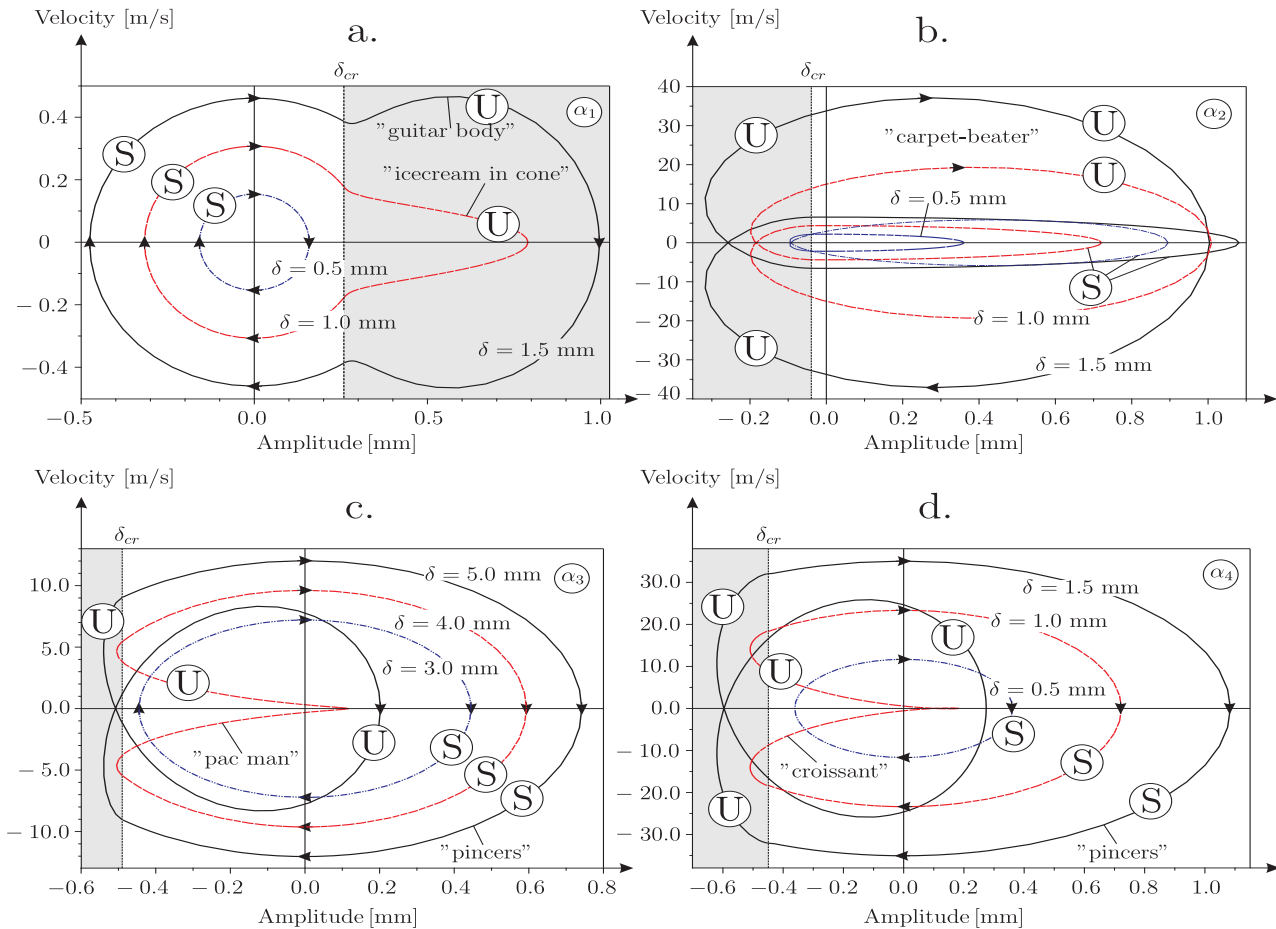 Velocity [m/s]
a.
δcr
α1
U
"guitar body"
"icecream in cone"
S
S
S
U
δ = 0.5 mm
δ = 1.0 mm
δ = 1.5 mm
0.4
0.2
0.0
− 0.2
−0.4
−0.5
0.0
0.5
1.0
Amplitude [mm]
Velocity [m/s]
b.
δcr
α2
U
U
"carpet-beater"
U
δ = 0.5 mm
S
δ = 1.0 mm
U
δ = 1.5 mm
40
30
20
10
0
− 10
− 20
− 30
− 40
−0.2
0.0
0.2
0.4
0.6
0.8
1.0
Amplitude [mm]
Velocity [m/s]
c.
δcr
α3
δ = 5.0 mm
U
δ = 4.0 mm
δ = 3.0 mm
U
"pac man"
U
S
S
S
"pincers"
10.0
5.0
0.0
− 5.0
− 10.0
−0.6
− 0.4
− 0.2
0.0
0.2
0.4
0.6
0.8
Amplitude [mm]
Velocity [m/s]
d.
δcr
α4
δ = 1.5 mm
U
δ = 1.0 mm
U
U
δ = 0.5 mm
S
"croissant"
S
U
S
"pincers"
30.0
20.0
10.0
0.0
− 10.0
−20.0
−30.0
−0.6
− 0.4
− 0.2
0.0
0.2
0.4
0.6
0.8
1.0
Amplitude [mm]